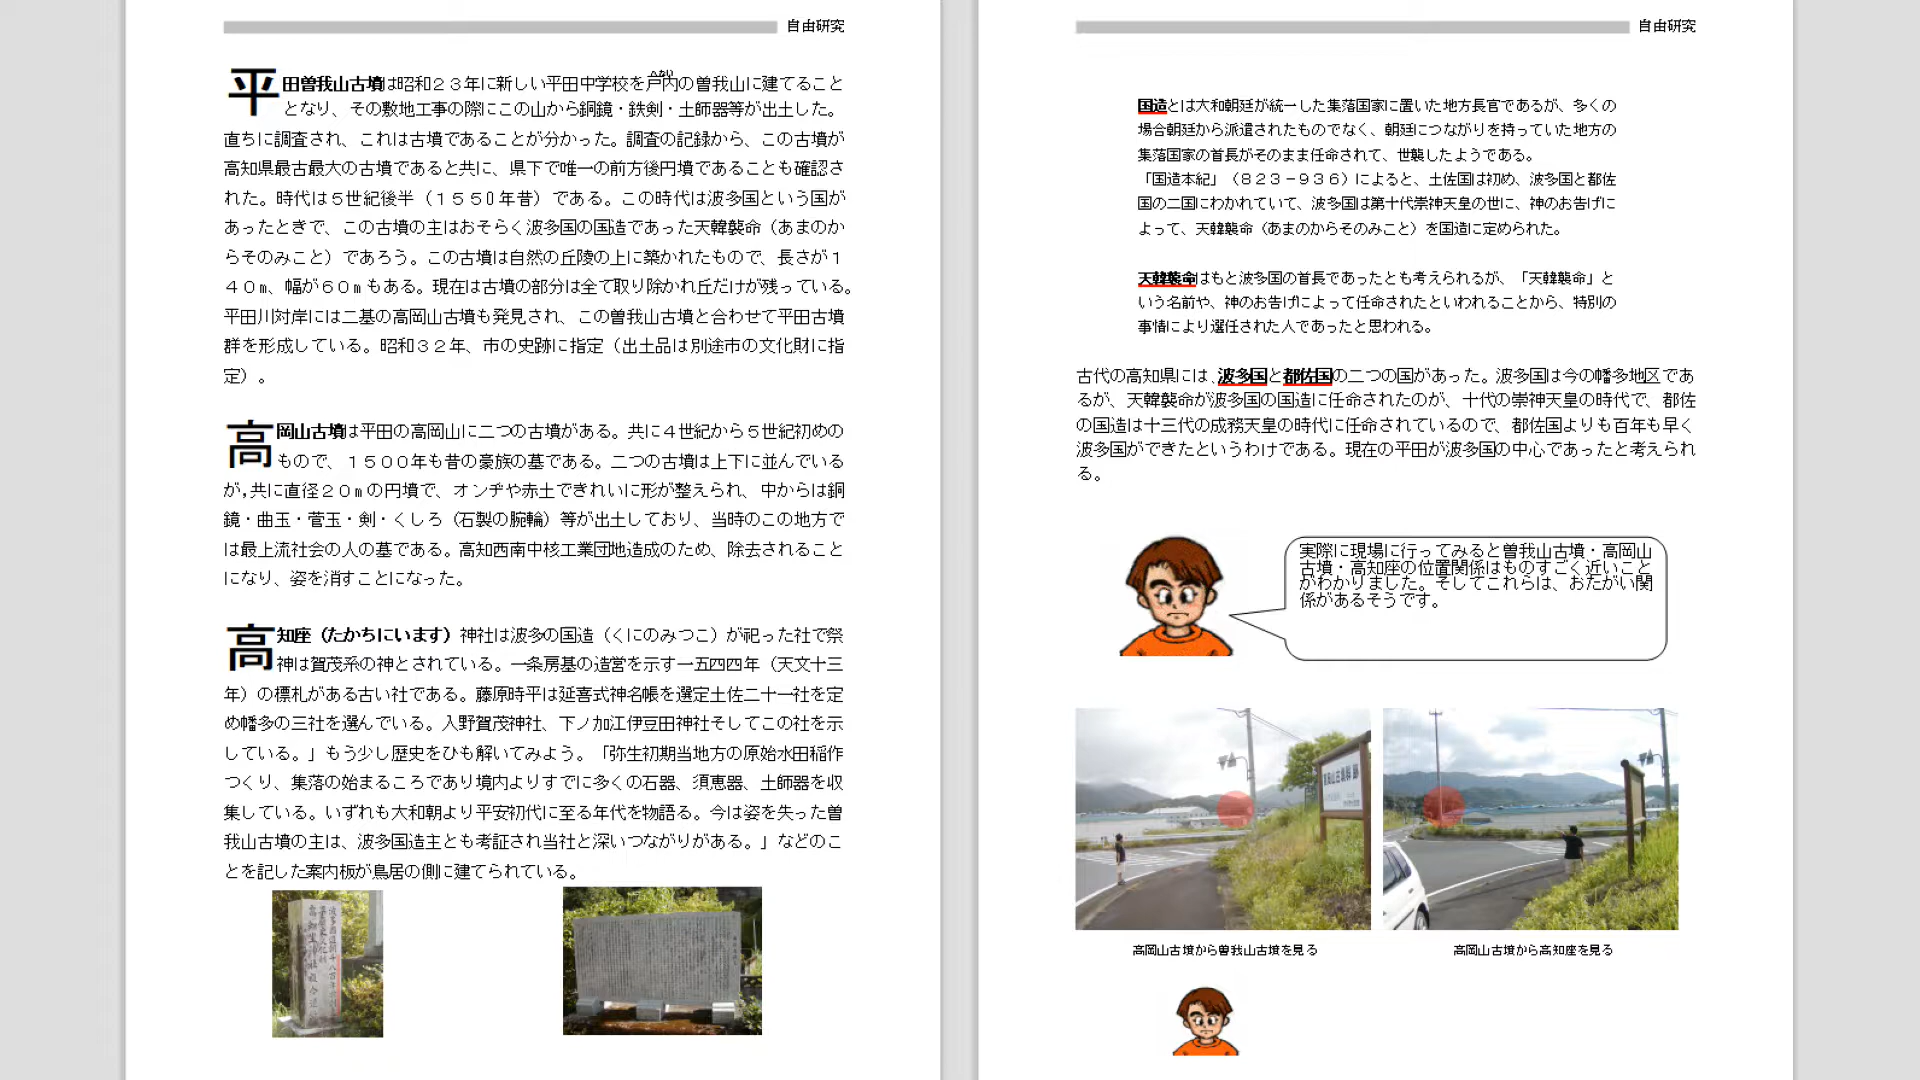 自由研究
平田曽我山古墳は昭和２３年に新しい平田中学校を戸内の曽我山に建てること
となり、その敷地工事の際にこの山から銅鏡・鉄剣・土師器等が出土した。
直ちに調査され、これは古墳であることが分かった。調査の記録から、この古墳が
高知県最古最大の古墳であると共に、県下で唯一の前方後円墳であることも確認さ
れた。時代は５世紀後半（１５５０年昔）である。この時代は波多国という国が
あったときで、この古墳の主はおそらく波多国の国造であった天韓襲命（あまのか
らそのみこと）であろう。この古墳は自然の丘陵の上に築かれたもので、長さが１
４０ｍ、幅が６０ｍもある。現在は古墳の部分は全て取り除かれ丘だけが残っている。
平田川対岸には二基の高岡山古墳も発見され、この曽我山古墳と合わせて平田古墳
群を形成している。昭和３２年、市の史跡に指定（出土品は別途市の文化財に指
定）。
高岡山古墳は平田の高岡山に二つの古墳がある。共に４世紀から５世紀初めの
もので、１５００年も昔の豪族の墓である。二つの古墳は上下に並んでいる
が，共に直径２０ｍの円墳で、オンヂや赤土できれいに形が整えられ、中からは銅
鏡・曲玉・菅玉・剣・くしろ（石製の腕輪）等が出土しており、当時のこの地方で
は最上流社会の人の墓である。高知西南中核工業団地造成のため、除去されること
になり、姿を消すことになった。
高知座（たかちにいます）神社は波多の国造（くにのみつこ）が祀った社で祭
神は賀茂系の神とされている。一条房基の造営を示す一五四四年（天文十三
年）の標札がある古い社である。藤原時平は延喜式神名帳を選定土佐二十一社を定
め幡多の三社を選んでいる。入野賀茂神社、下ノ加江伊豆田神社そしてこの社を示
している。」もう少し歴史をひも解いてみよう。「弥生初期当地方の原始水田稲作
つくり、集落の始まるころであり境内よりすでに多くの石器、須恵器、土師器を収
集している。いずれも大和朝より平安初代に至る年代を物語る。今は姿を失った曽
我山古墳の主は、波多国造主とも考証され当社と深いつながりがある。」などのこ
とを記した案内板が鳥居の側に建てられている。
自由研究
国造とは大和朝廷が統一した集落国家に置いた地方長官であるが、多くの
場合朝廷から派遣されたものでなく、朝廷につながりを持っていた地方の
集落国家の首長がそのまま任命されて、世襲したようである。
「国造本紀」（８２３－９３６）によると、土佐国は初め、波多国と都佐
国の二国にわかれていて、波多国は第十代崇神天皇の世に、神のお告げに
よって、天韓襲命（あまのからそのみこと）を国造に定められた。
天韓襲命はもと波多国の首長であったとも考えられるが、「天韓襲命」と
いう名前や、神のお告げによって任命されたといわれることから、特別の
事情により選任された人であったと思われる。
古代の高知県には、波多国と都佐国の二つの国があった。波多国は今の幡多地区であ
るが、天韓襲命が波多国の国造に任命されたのが、十代の崇神天皇の時代で、都佐
の国造は十三代の成務天皇の時代に任命されているので、都佐国よりも百年も早く
波多国ができたというわけである。現在の平田が波多国の中心であったと考えられ
る。
実際に現場に行ってみると曽我山古墳・高岡山
古墳・高知座の位置関係はものすごく近いこと
がわかりました。そしてこれらは、おたがい関
係があるそうです。
高岡山古墳から曽我山古墳を見る
高岡山古墳から高知座を見る